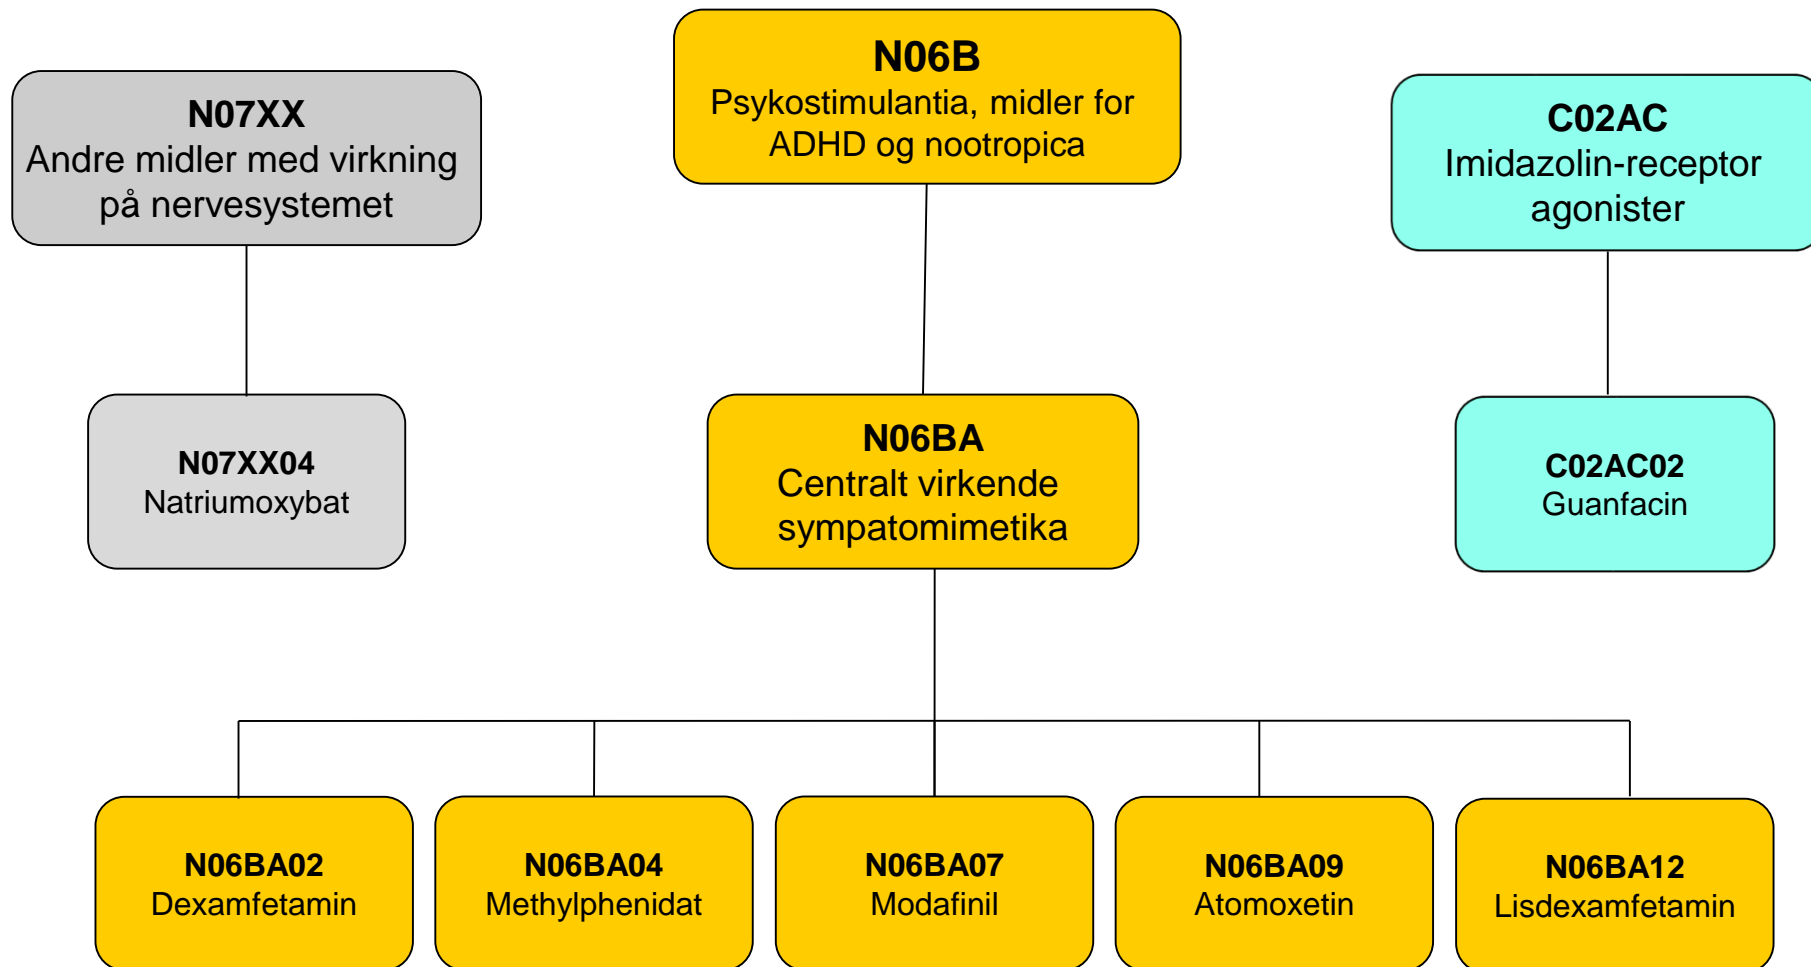 N07XX
Andre midler med virkning
på nervesystemet
N06B
Psykostimulantia, midler for
ADHD og nootropica
C02AC
Imidazolin-receptor
agonister
N07XX04
Natriumoxybat
N06BA
Centralt virkende
sympatomimetika
C02AC02
Guanfacin
N06BA02
Dexamfetamin
N06BA04
Methylphenidat
N06BA07
Modafinil
N06BA09
Atomoxetin
N06BA12
Lisdexamfetamin